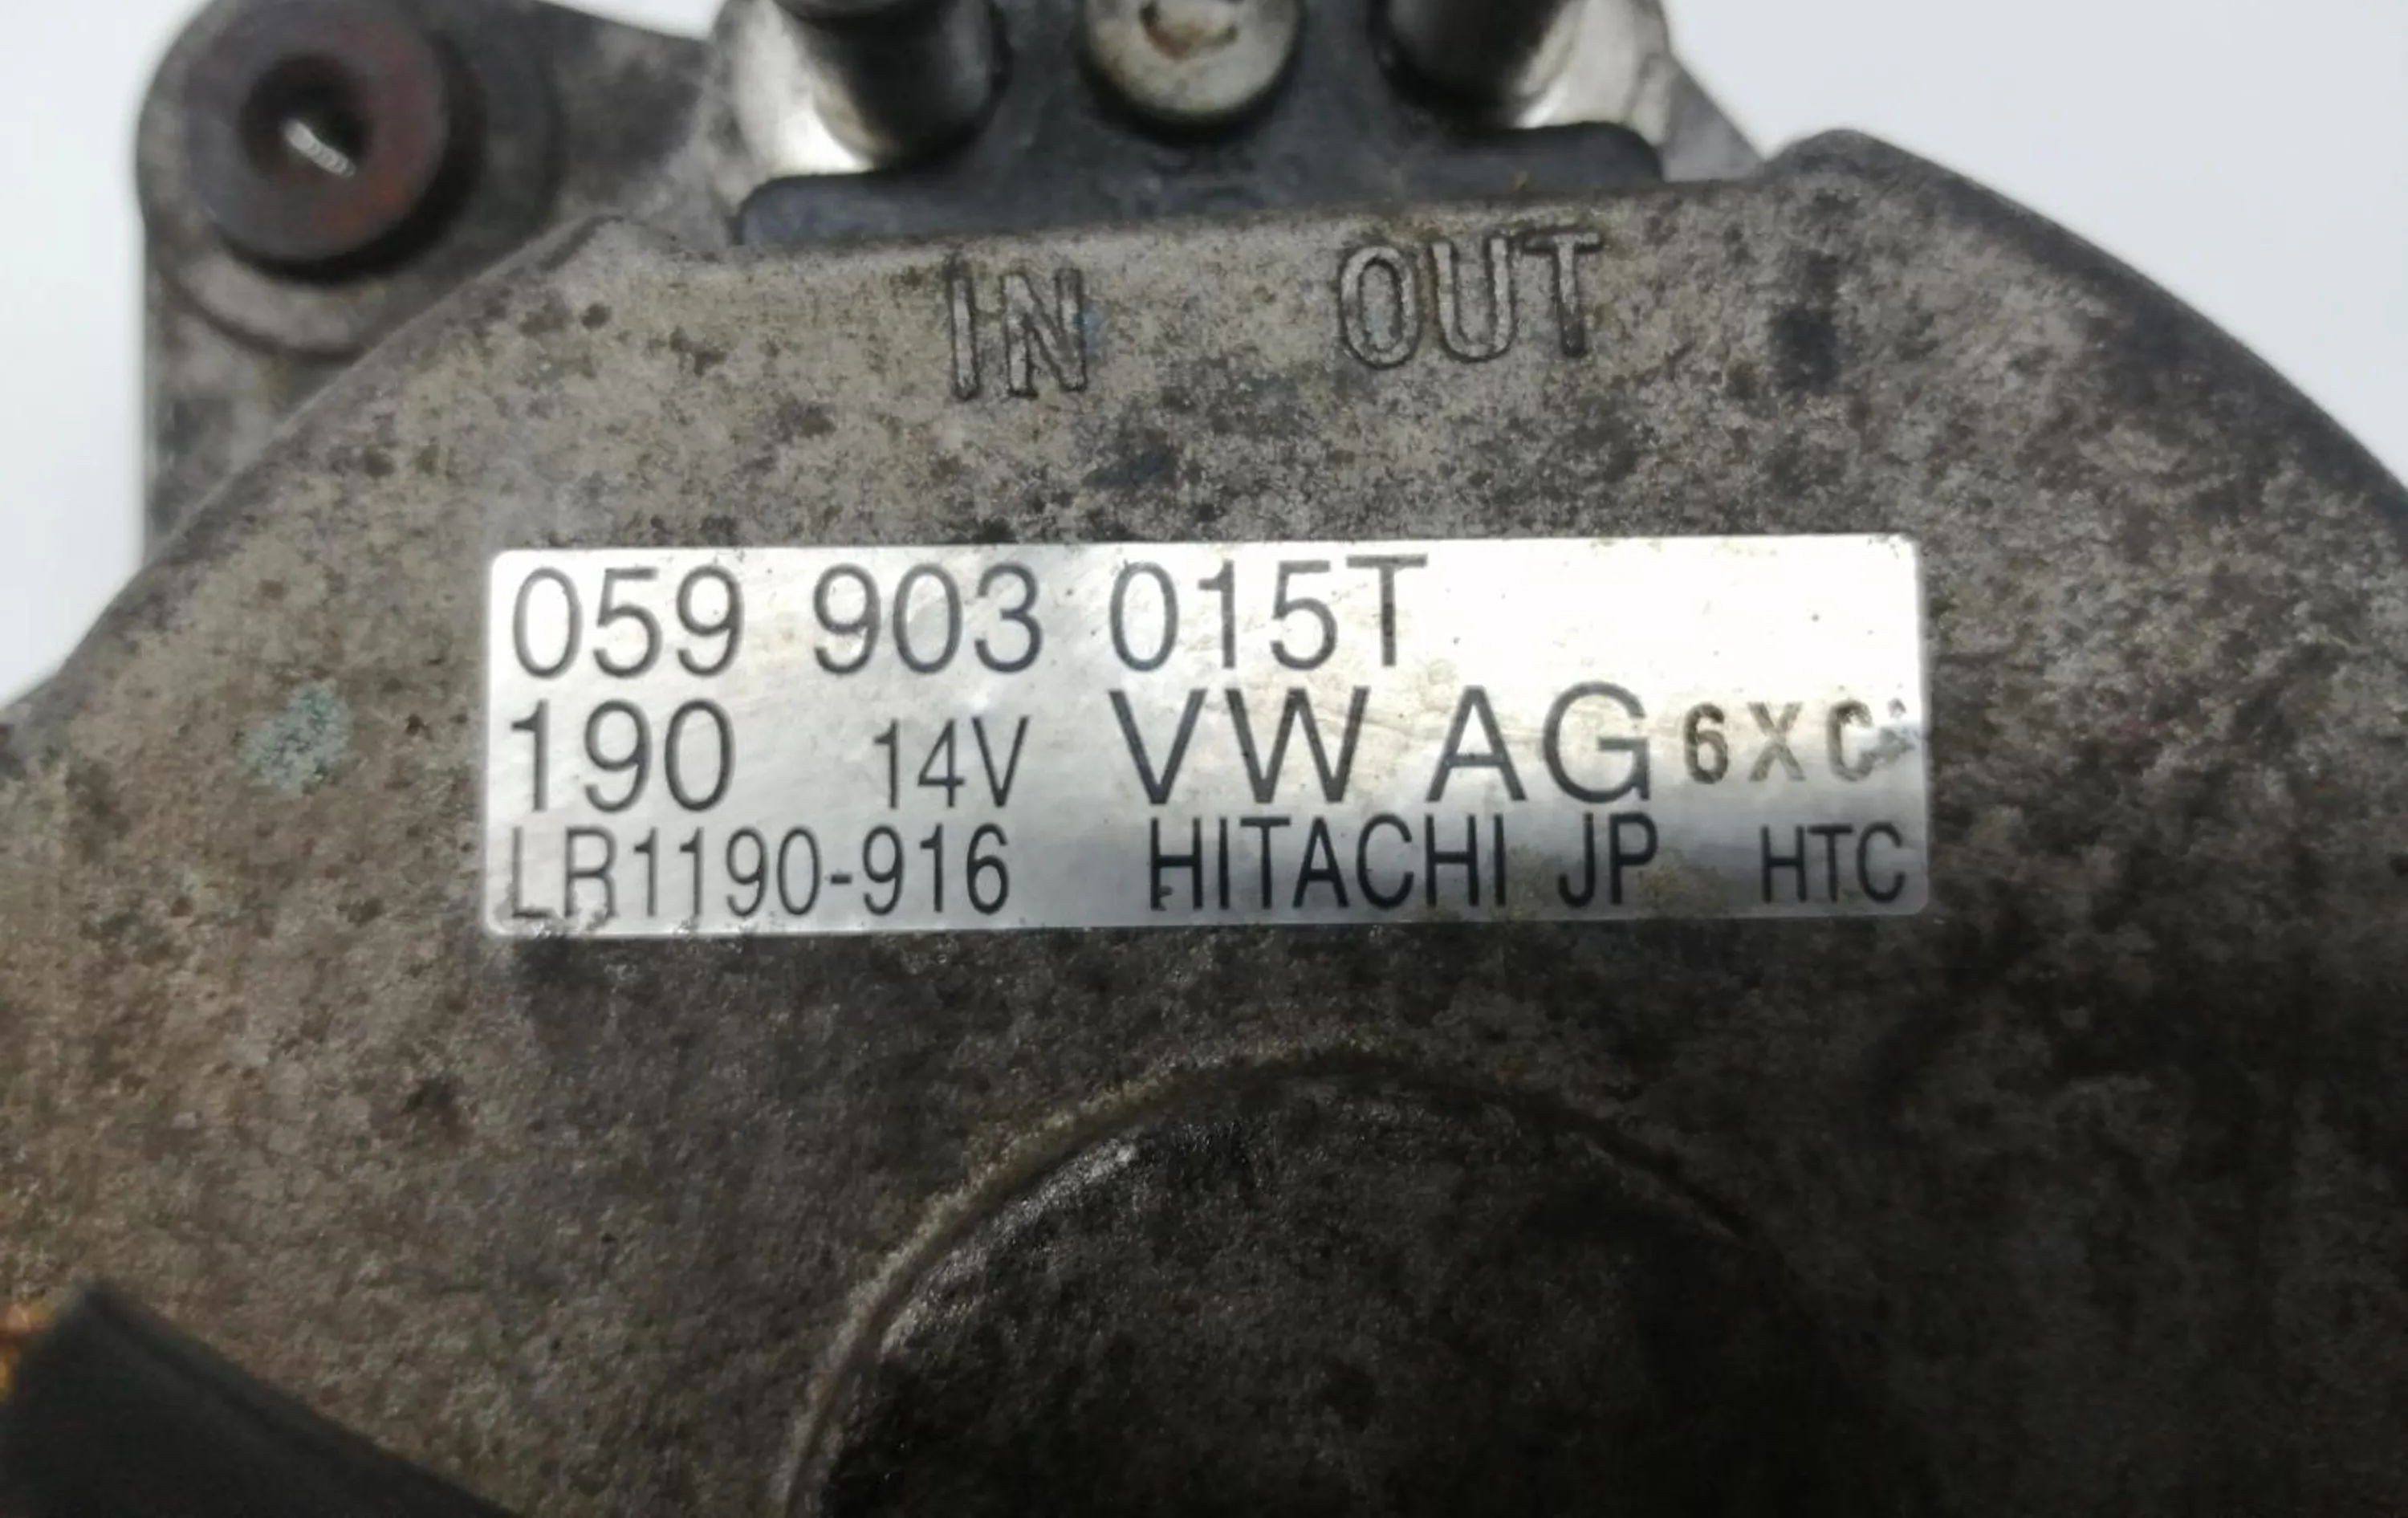 IN OUT
059 903 015T
190 14V VW AG 6XC
LR1190-916 HITACHI JP HTC